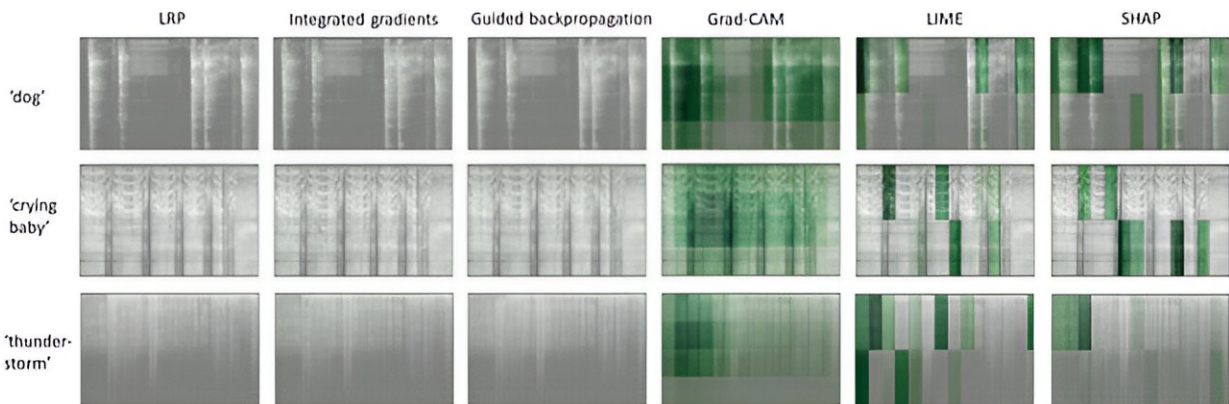 LRP Integrated gradients Guided backpropagation Grad-CAM LIME SHAP
'dog'
'crying
baby'
'thunder-
storm'